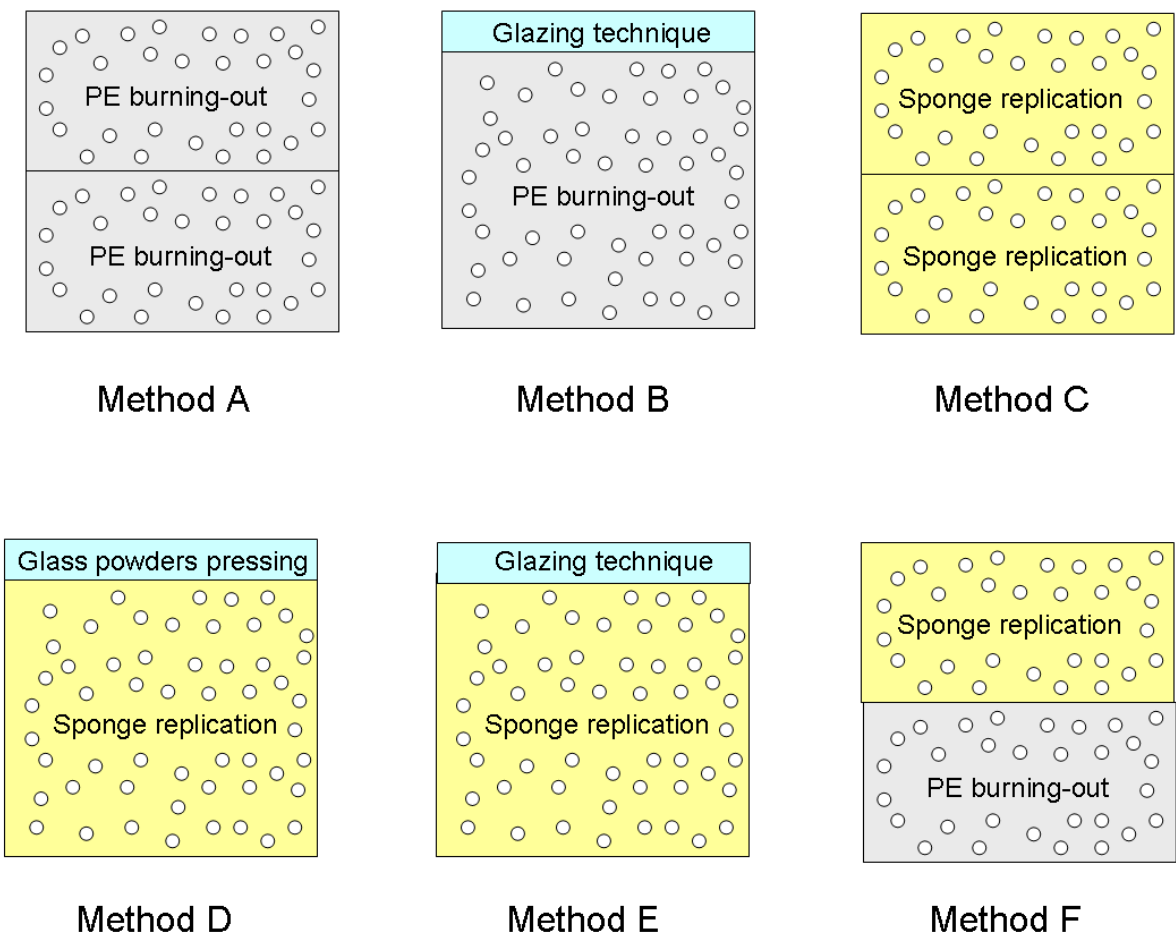 PE burning-out
PE burning-out
Method A
Glazing technique
PE burning-out
Method B
Sponge replication
Sponge replication
Method C
Glass powders pressing
Sponge replication
Method D
Glazing technique
Sponge replication
Method E
Sponge replication
PE burning-out
Method F